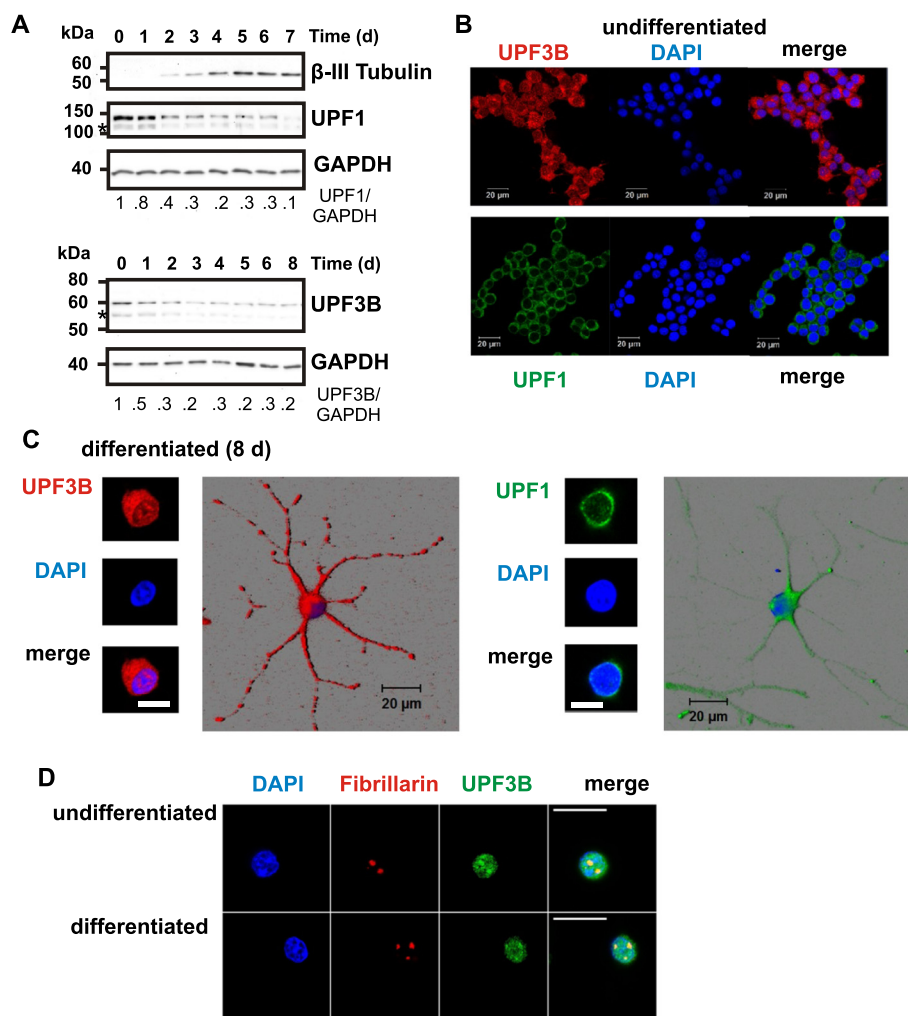 A
kDa
0 1 2 3 4 5 6 7 Time (d)
60
50
β-III Tubulin
150
100
*
UPF1
40
GAPDH
1 .8 .4 .3 .2 .3 .3 .1
UPF1/
GAPDH
kDa
0 1 2 3 4 5 6 8 Time (d)
80
60
*
50
UPF3B
40
GAPDH
1 .5 .3 .2 .3 .2 .3 .2
UPF3B/
GAPDH
B
undifferentiated
UPF3B DAPI merge
20 µm 20 µm 20 µm
20 µm 20 µm 20 µm
UPF1 DAPI merge
C
differentiated (8 d)
UPF3B
DAPI
merge
20 µm
UPF1
DAPI
merge
20 µm
D
DAPI Fibrillarin UPF3B merge
undifferentiated
differentiated